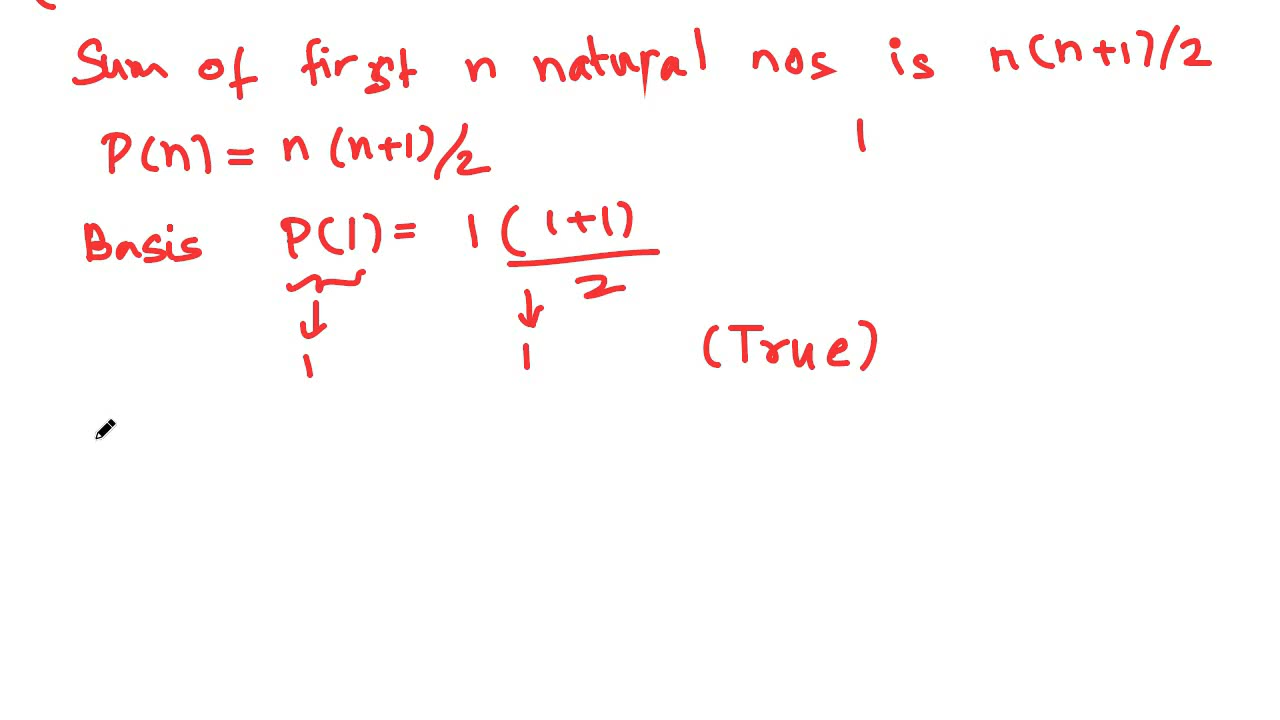 Sum of first n natural nos is n(n+1)/2
P(n) = n (n+1)/2
1
Basis P(1) = 1 (1+1)
2
1 1 (True)